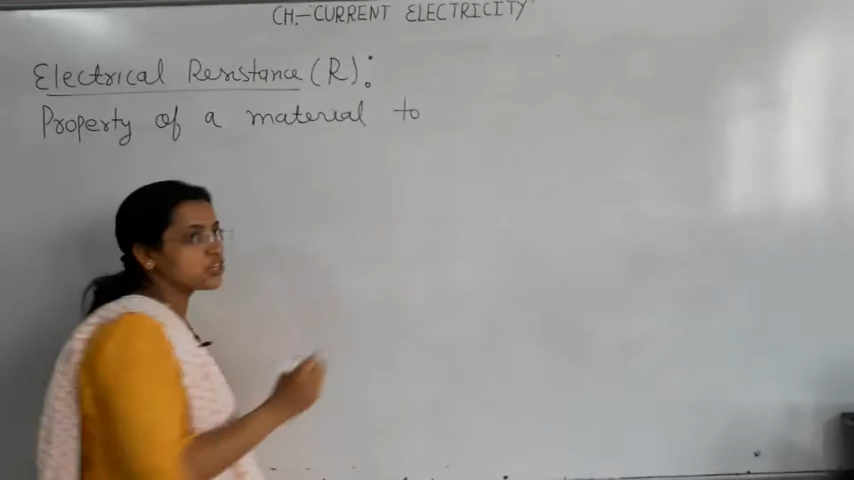 CH.-"CURRENT ELECTRICITY"
Electrical Resistance (R):
Property of a material to